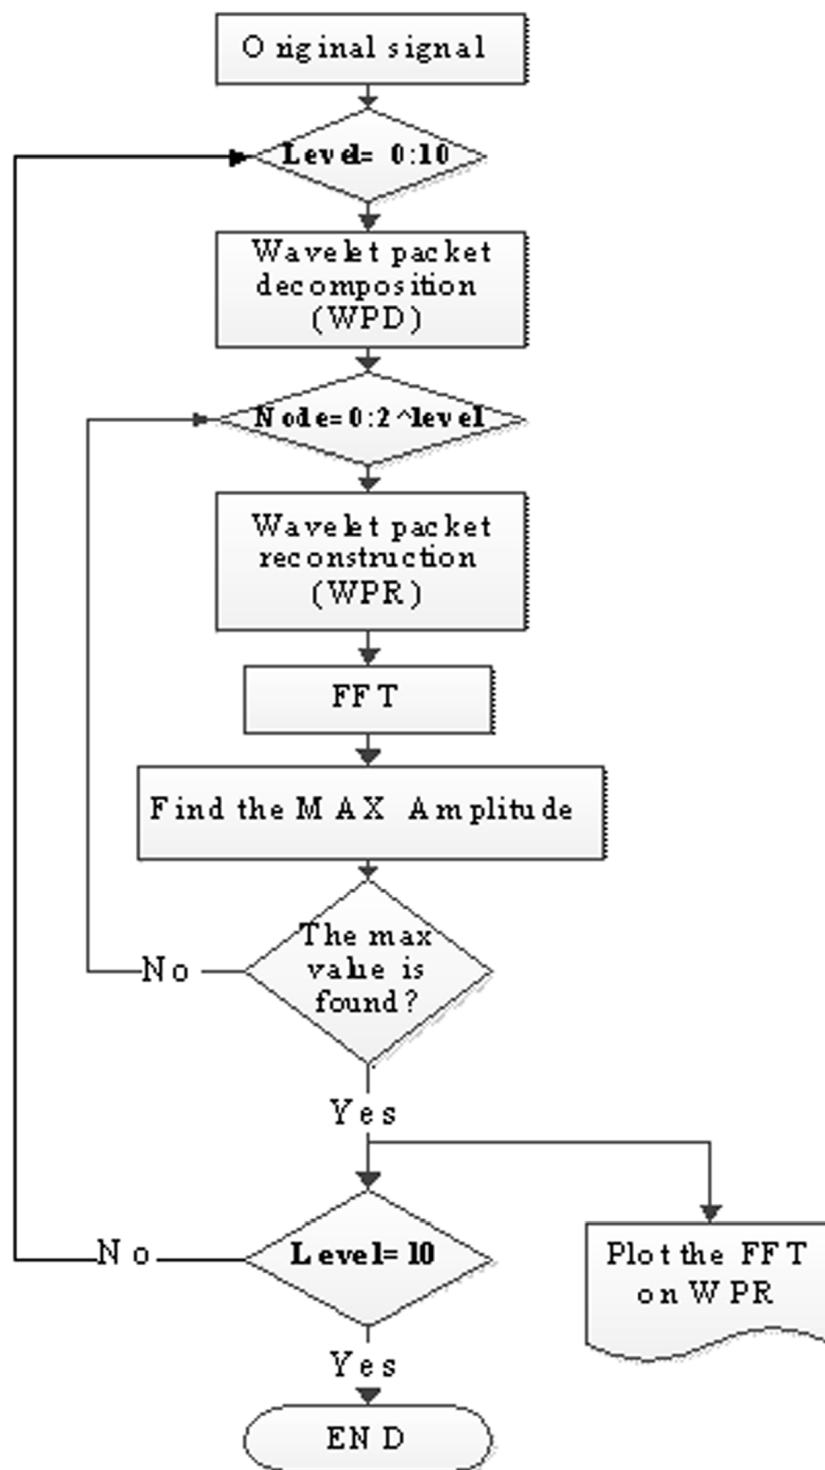 Original signal
Level= 0:10
Wavelet packet
decomposition
(WPD)
Node=0:2^level
Wavelet packet
reconstruction
(WPR)
FFT
Find the MAX Amplitude
The max
value is
found?
No
Yes
Level=10
No
Plot the FFT
on WPR
Yes
END